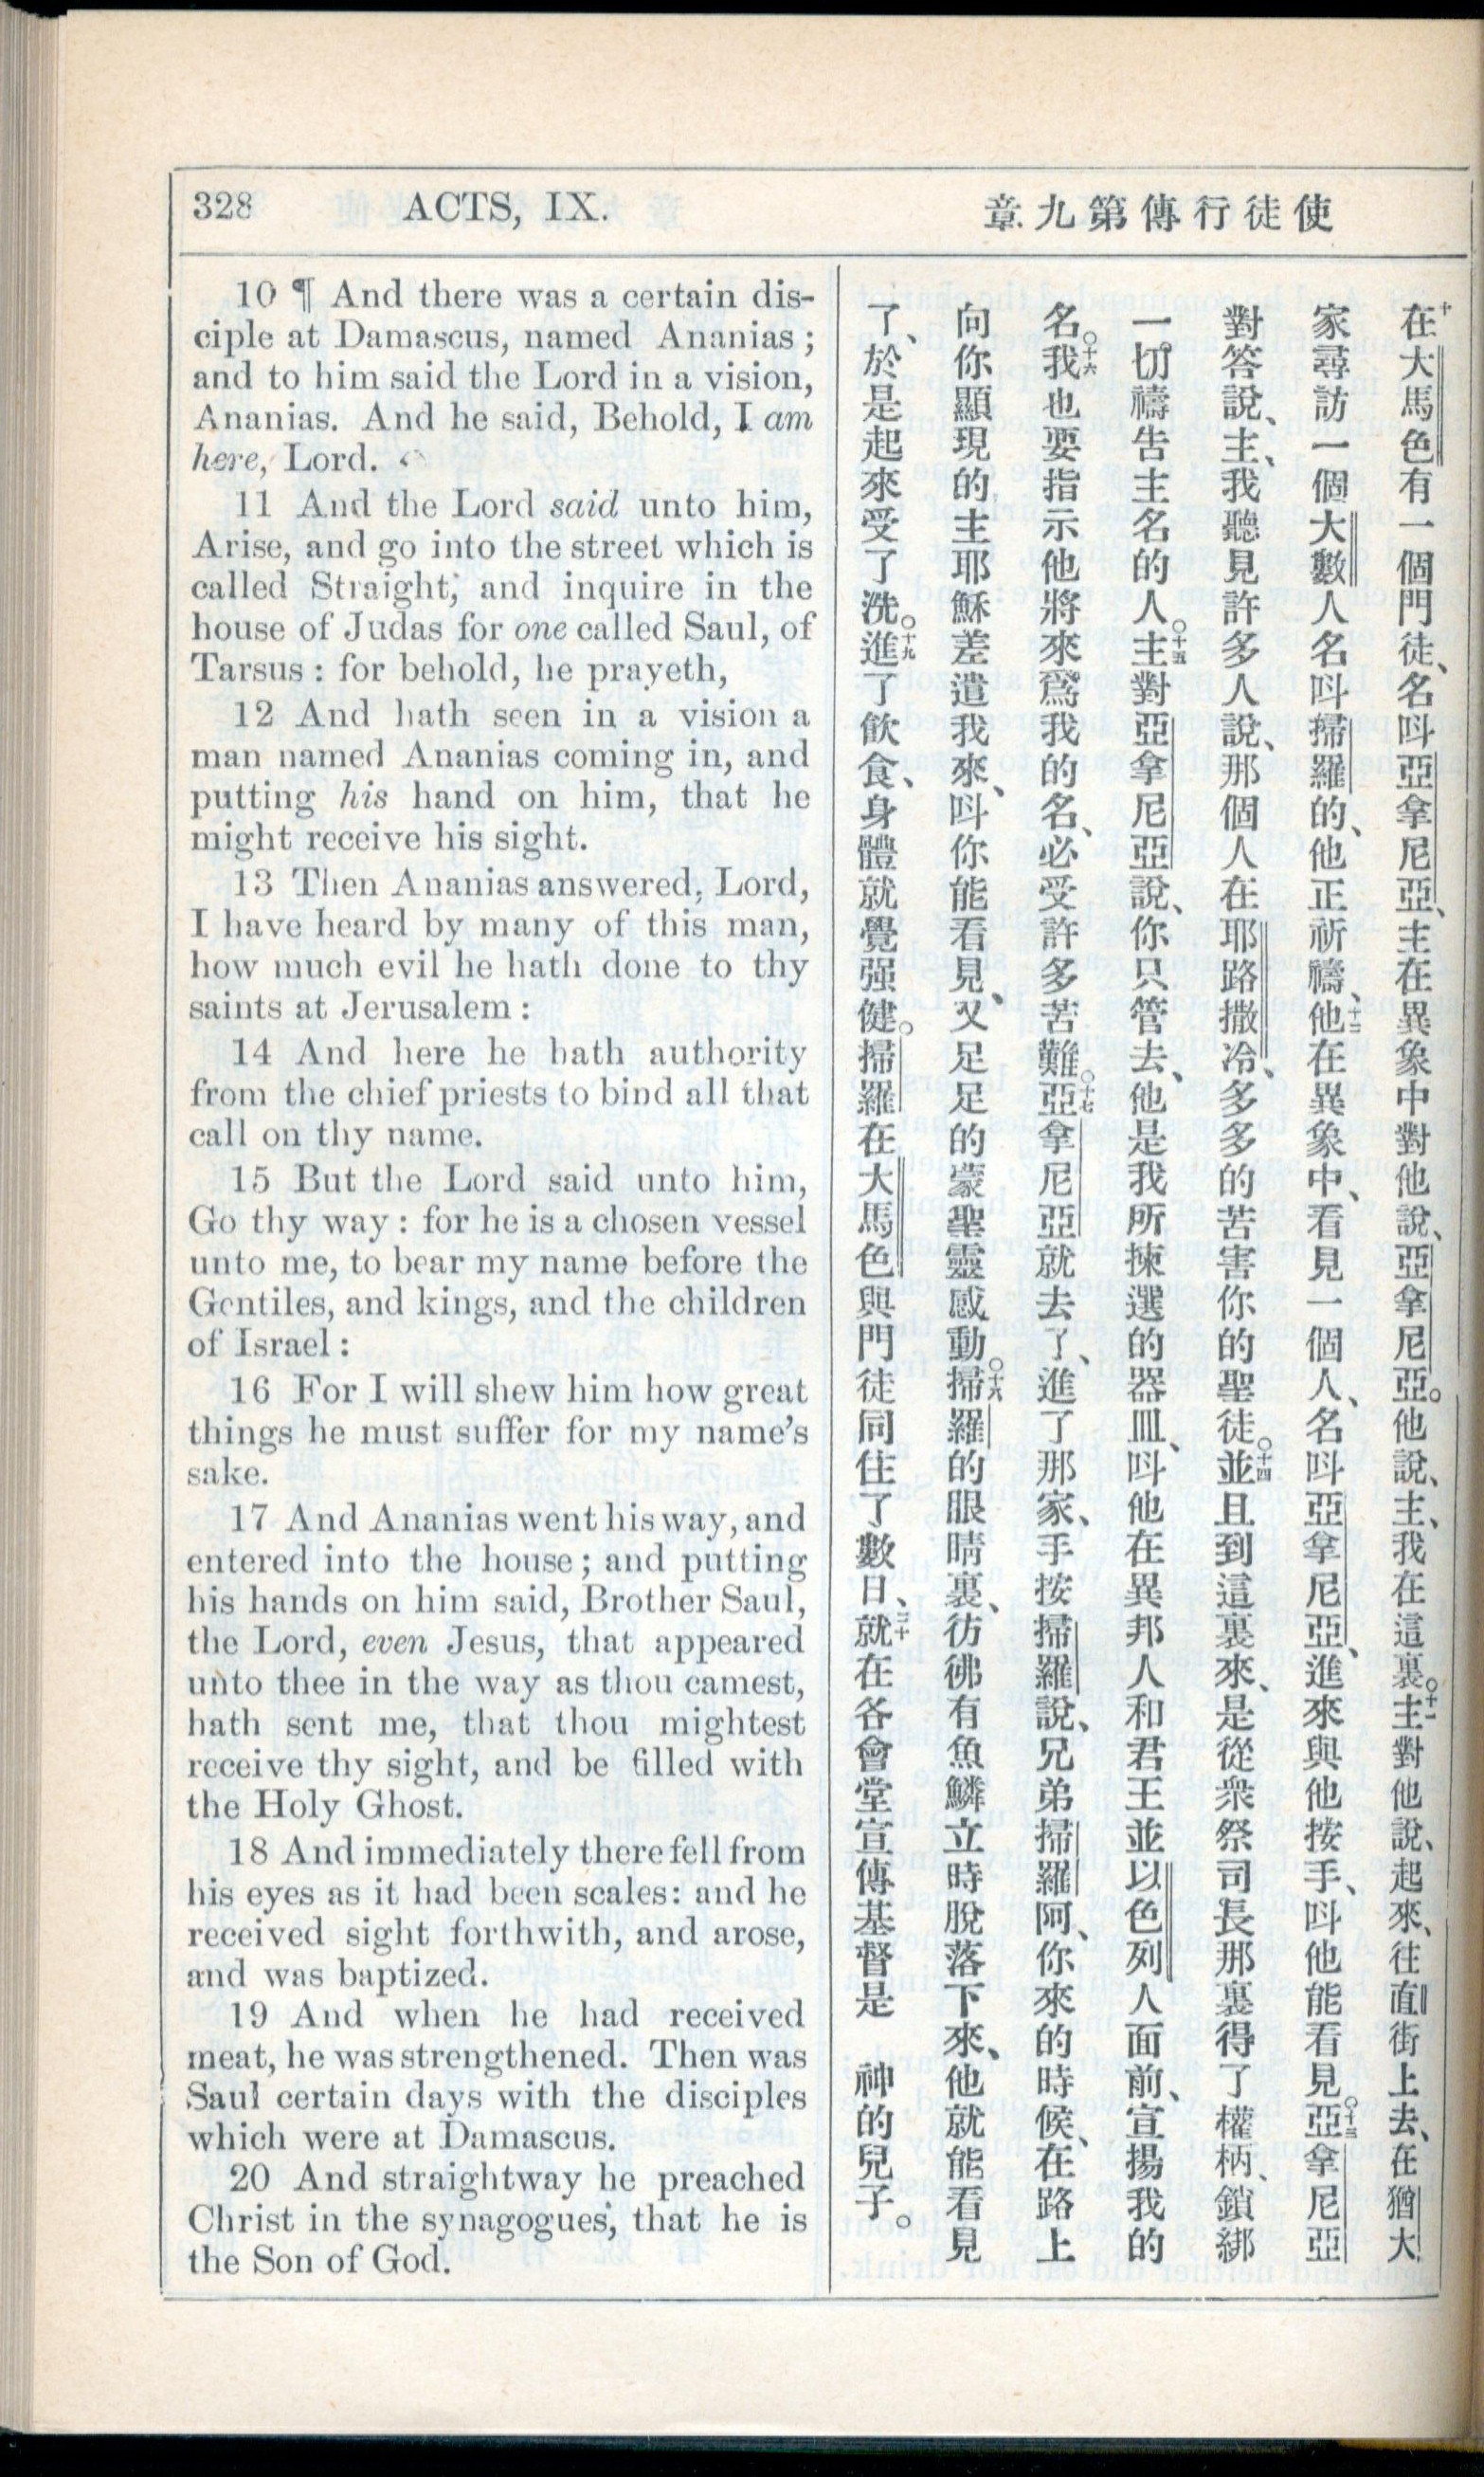 328 ACTS, IX.
章九第傳行徒使
10 ¶ And there was a certain dis-
ciple at Damascus, named Ananias ;
and to him said the Lord in a vision,
Ananias. And he said, Behold, I am
here, Lord.
11 And the Lord said unto him,
Arise, and go into the street which is
called Straight, and inquire in the
house of Judas for one called Saul, of
Tarsus : for behold, he prayeth,
12 And hath seen in a vision a
man named Ananias coming in, and
putting his hand on him, that he
might receive his sight.
13 Then Ananias answered, Lord,
I have heard by many of this man,
how much evil he hath done to thy
saints at Jerusalem :
14 And here he hath authority
from the chief priests to bind all that
call on thy name.
15 But the Lord said unto him,
Go thy way : for he is a chosen vessel
unto me, to bear my name before the
Gentiles, and kings, and the children
of Israel :
16 For I will shew him how great
things he must suffer for my name's
sake.
17 And Ananias went his way, and
entered into the house ; and putting
his hands on him said, Brother Saul,
the Lord, even Jesus, that appeared
unto thee in the way as thou camest,
hath sent me, that thou mightest
receive thy sight, and be filled with
the Holy Ghost.
18 And immediately there fell from
his eyes as it had been scales: and he
received sight forthwith, and arose,
and was baptized.
19 And when he had received
meat, he was strengthened. Then was
Saul certain days with the disciples
which were at Damascus.
20 And straightway he preached
Christ in the synagogues, that he is
the Son of God.
十在大馬色有一個門徒、名呌亞拿尼亞、主在異象中對他說、亞拿尼亞。他說、主、我在這裏。○十一主對他說、起來、往直街上去、在猶大
家尋訪一個大數人名呌掃羅的、他正祈禱、十二他在異象中、看見一個人、名呌亞拿尼亞、進來與他按手、呌他能看見。○十三亞拿尼亞
對答說、主、我聽見許多人說、那個人在耶路撒冷、多多的苦害你的聖徒。○十四並且到這裏來、是從衆祭司長那裏得了權柄、鎖綁
一切禱告主名的人。○十五主對亞拿尼亞說、你只管去、他是我所揀選的器皿、呌他在異邦人和君王並以色列人面前、宣揚我的
名。○十六我也要指示他將來爲我的名、必受許多苦難。○十七亞拿尼亞就去了、進了那家、手按掃羅說、兄弟掃羅阿、你來的時候、在路上
向你顯現的主耶穌差遣我來、呌你能看見、又足足的蒙聖靈感動。○十八掃羅的眼睛裏、彷彿有魚鱗立時脫落下來、他就能看見
了、於是起來受了洗。○十九進了飲食、身體就覺强健。掃羅在大馬色與門徒同住了數日、二十就在各會堂宣傳基督是 神的兒子。